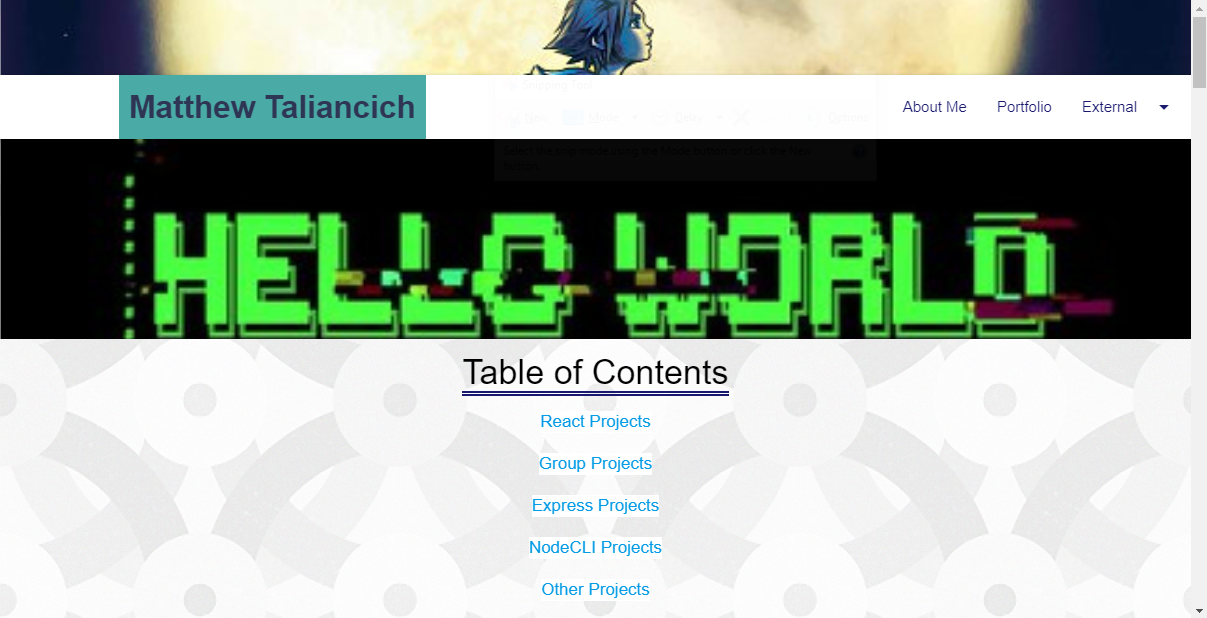 Matthew Taliancich
About Me Portfolio External
HELLO WORLD
Table of Contents
React Projects
Group Projects
Express Projects
NodeCLI Projects
Other Projects